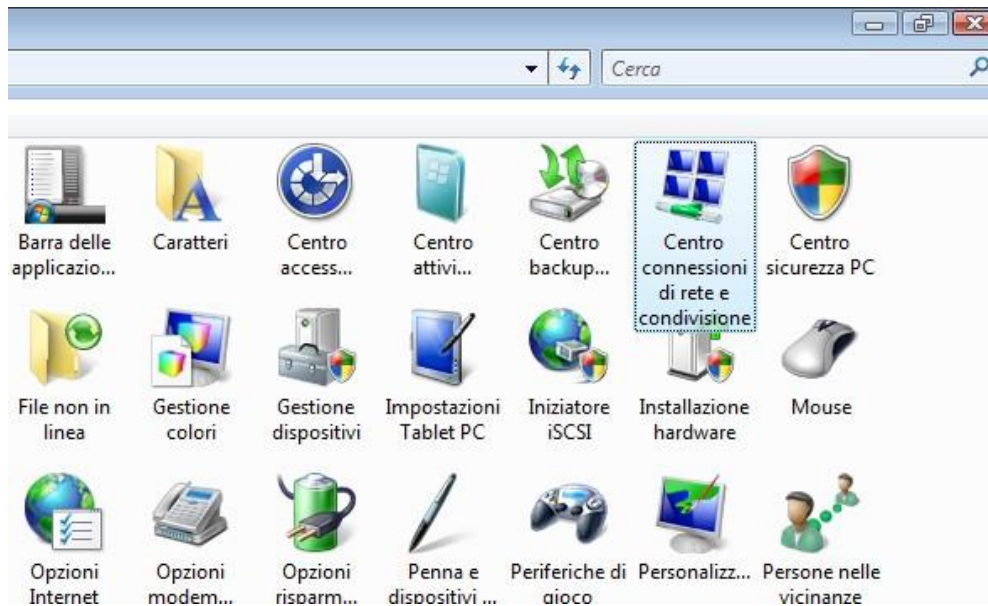 Cerca
Barra delle
applicazio...
Caratteri
Centro
access...
Centro
attivi...
Centro
backup...
Centro
connessioni
di rete e
condivisione
Centro
sicurezza PC
File non in
linea
Gestione
colori
Gestione
dispositivi
Impostazioni
Tablet PC
Iniziatore
iSCSI
Installazione
hardware
Mouse
Opzioni
Internet
Opzioni
modem...
Opzioni
risparm...
Penna e
dispositivi ...
Periferiche di
gioco
Personalizz...
Persone nelle
vicinanze